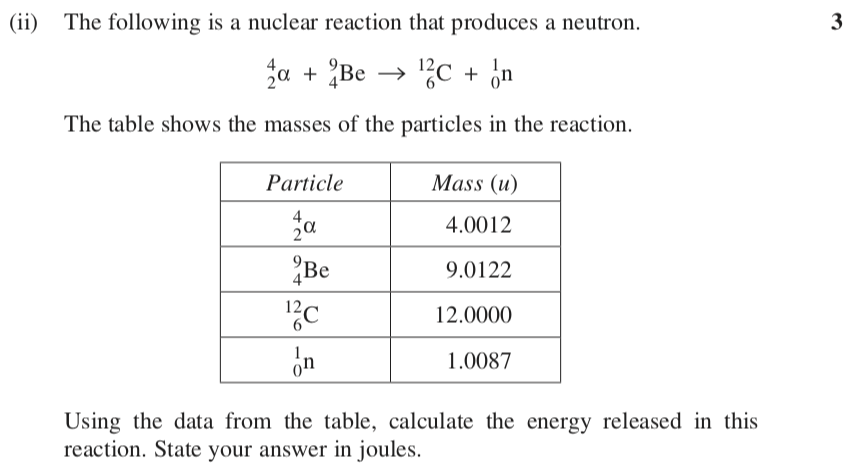 (ii) The following is a nuclear reaction that produces a neutron. 3
⁴₂α + ⁹₄Be → ¹²₆C + ¹₀n
The table shows the masses of the particles in the reaction.
Particle Mass (u)
⁴₂α 4.0012
⁹₄Be 9.0122
¹²₆C 12.0000
¹₀n 1.0087
Using the data from the table, calculate the energy released in this
reaction. State your answer in joules.